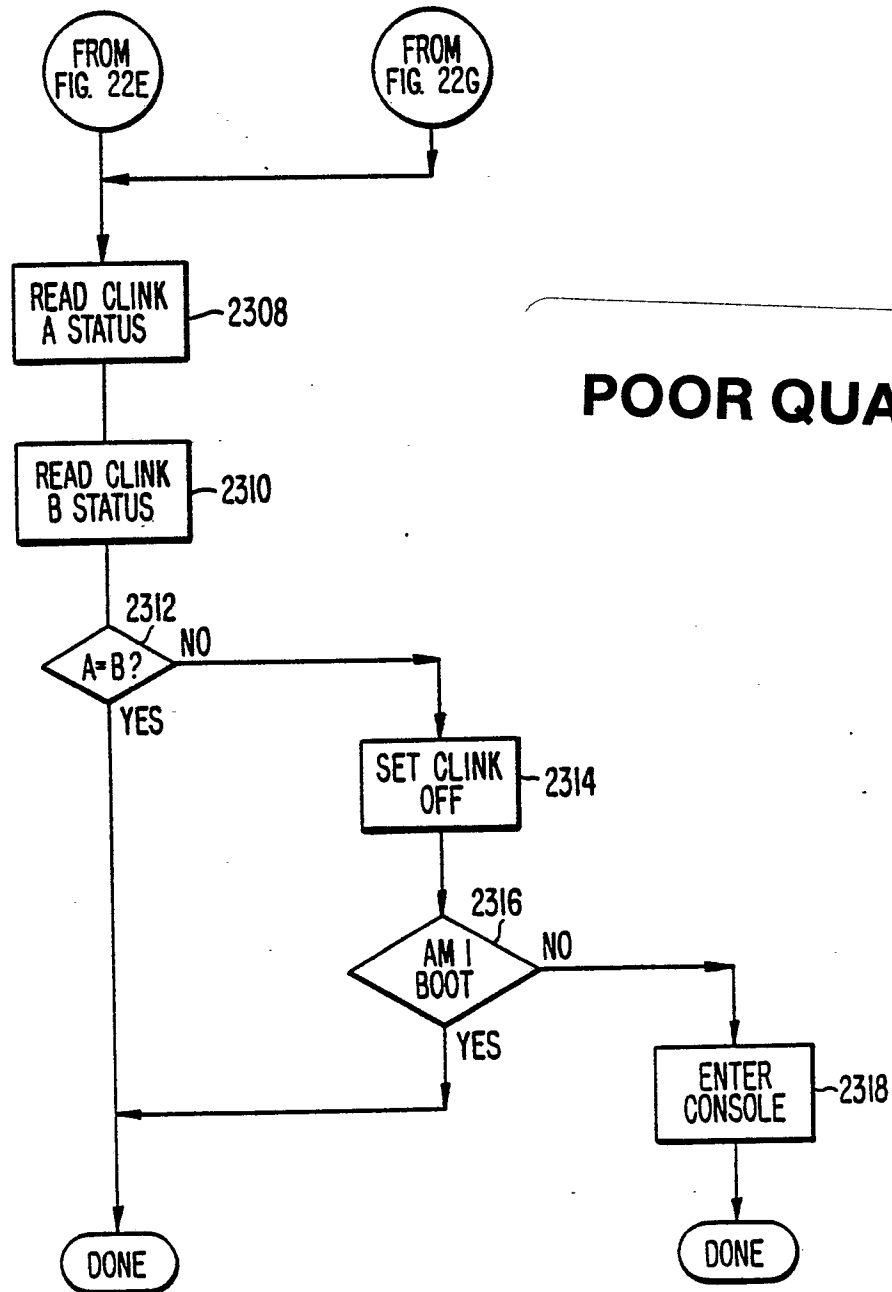 FROM
FIG. 22E
FROM
FIG. 22G
READ CLINK
A STATUS
2308
POOR QUA
READ CLINK
B STATUS
2310
2312
A=B?
NO
YES
SET CLINK
OFF
2314
2316
AM I
BOOT
NO
YES
ENTER
CONSOLE
2318
DONE
DONE